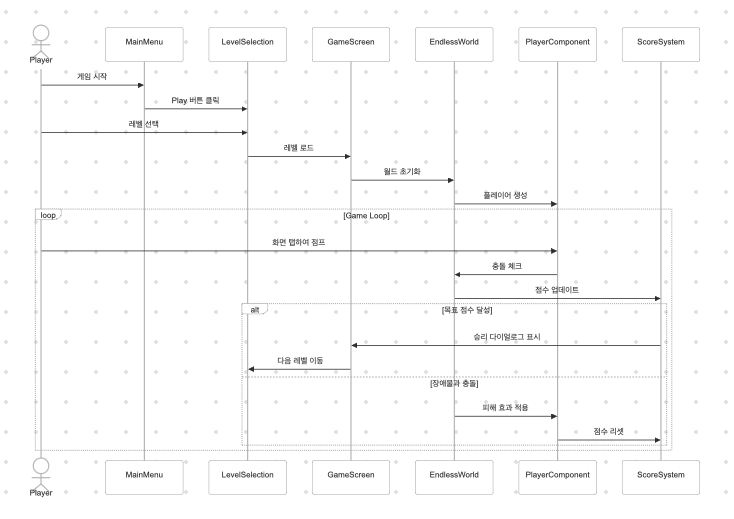 Player
MainMenu
LevelSelection
GameScreen
EndlessWorld
PlayerComponent
ScoreSystem
게임 시작
Play 버튼 클릭
레벨 선택
레벨 로드
월드 초기화
플레이어 생성
loop
[Game Loop]
화면 탭하여 점프
충돌 체크
점수 업데이트
alt
[목표 점수 달성]
승리 다이얼로그 표시
다음 레벨 이동
[장애물과 충돌]
피해 효과 적용
점수 리셋
Player
MainMenu
LevelSelection
GameScreen
EndlessWorld
PlayerComponent
ScoreSystem